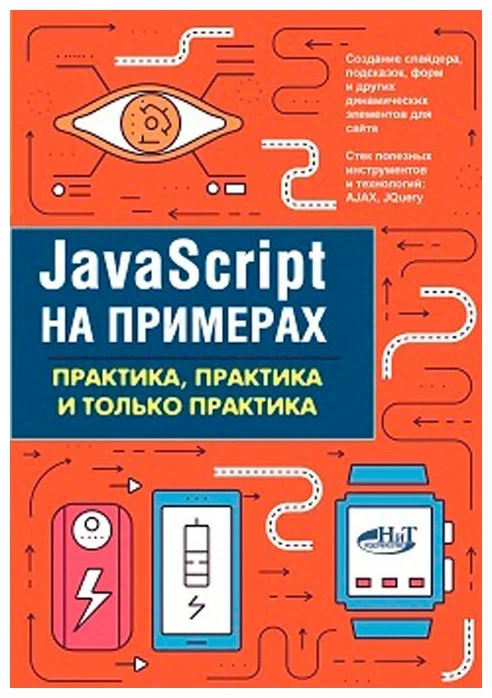 Создание слайдера,
подсказок, форм
и других
динамических
элементов для
сайта
Стек полезных
инструментов
и технологий:
AJAX, JQuery
JavaScript
НА ПРИМЕРАХ
ПРАКТИКА, ПРАКТИКА
И ТОЛЬКО ПРАКТИКА
НиТ